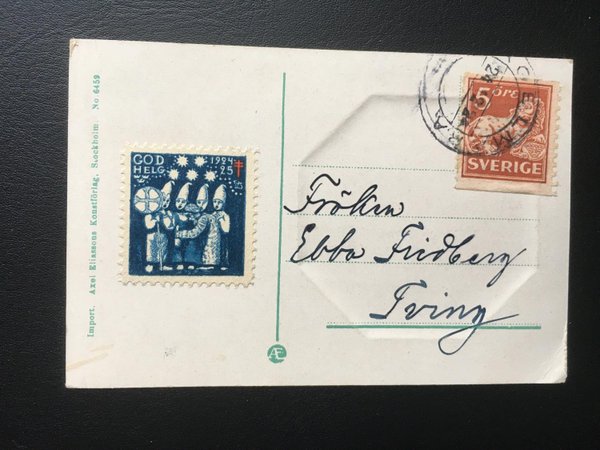 Import. Axel Eliassons Konstförlag. Stockholm. No 6459
GOD HELG
1924
25
5 ÖRE
SVERIGE
Fröken
Ebba Fridberg
Tving
Æ